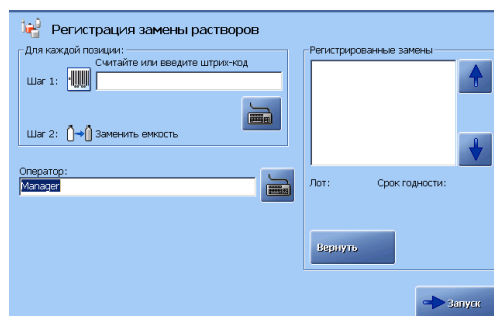 Регистрация замены растворов
Для каждой позиции:
Считайте или введите штрих-код
Шаг 1:
Шаг 2:
Заменить емкость
Оператор:
Manager
Регистрированные замены
Лот:
Срок годности:
Вернуть
Запуск